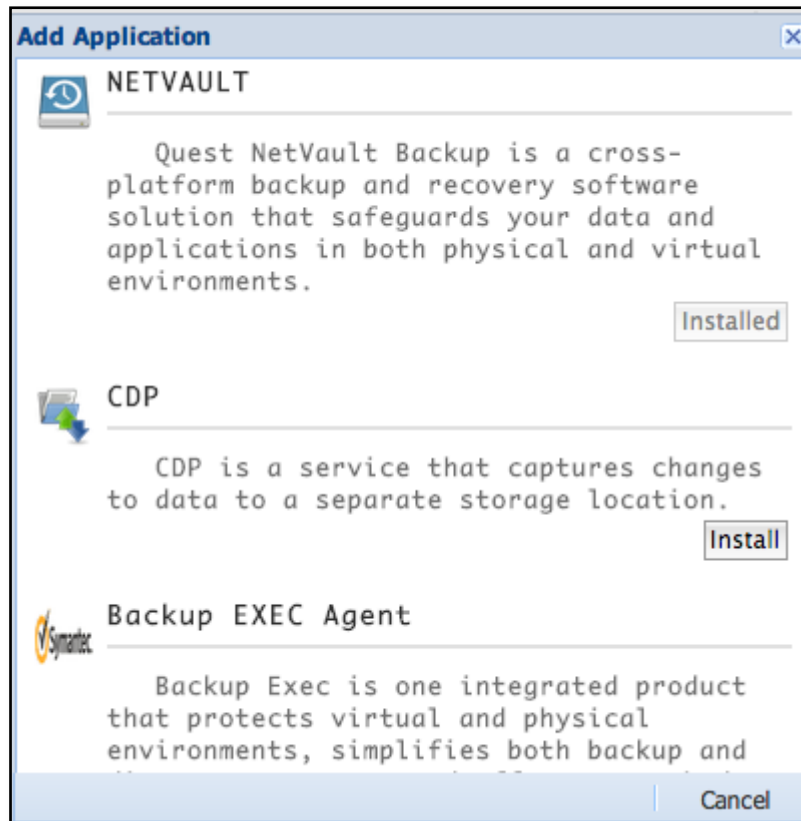 Add Application
NETVAULT
Quest NetVault Backup is a cross-
platform backup and recovery software
solution that safeguards your data and
applications in both physical and virtual
environments.
Installed
CDP
CDP is a service that captures changes
to data to a separate storage location.
Install
Backup EXEC Agent
Symantec
Backup Exec is one integrated product
that protects virtual and physical
environments, simplifies both backup and
Cancel